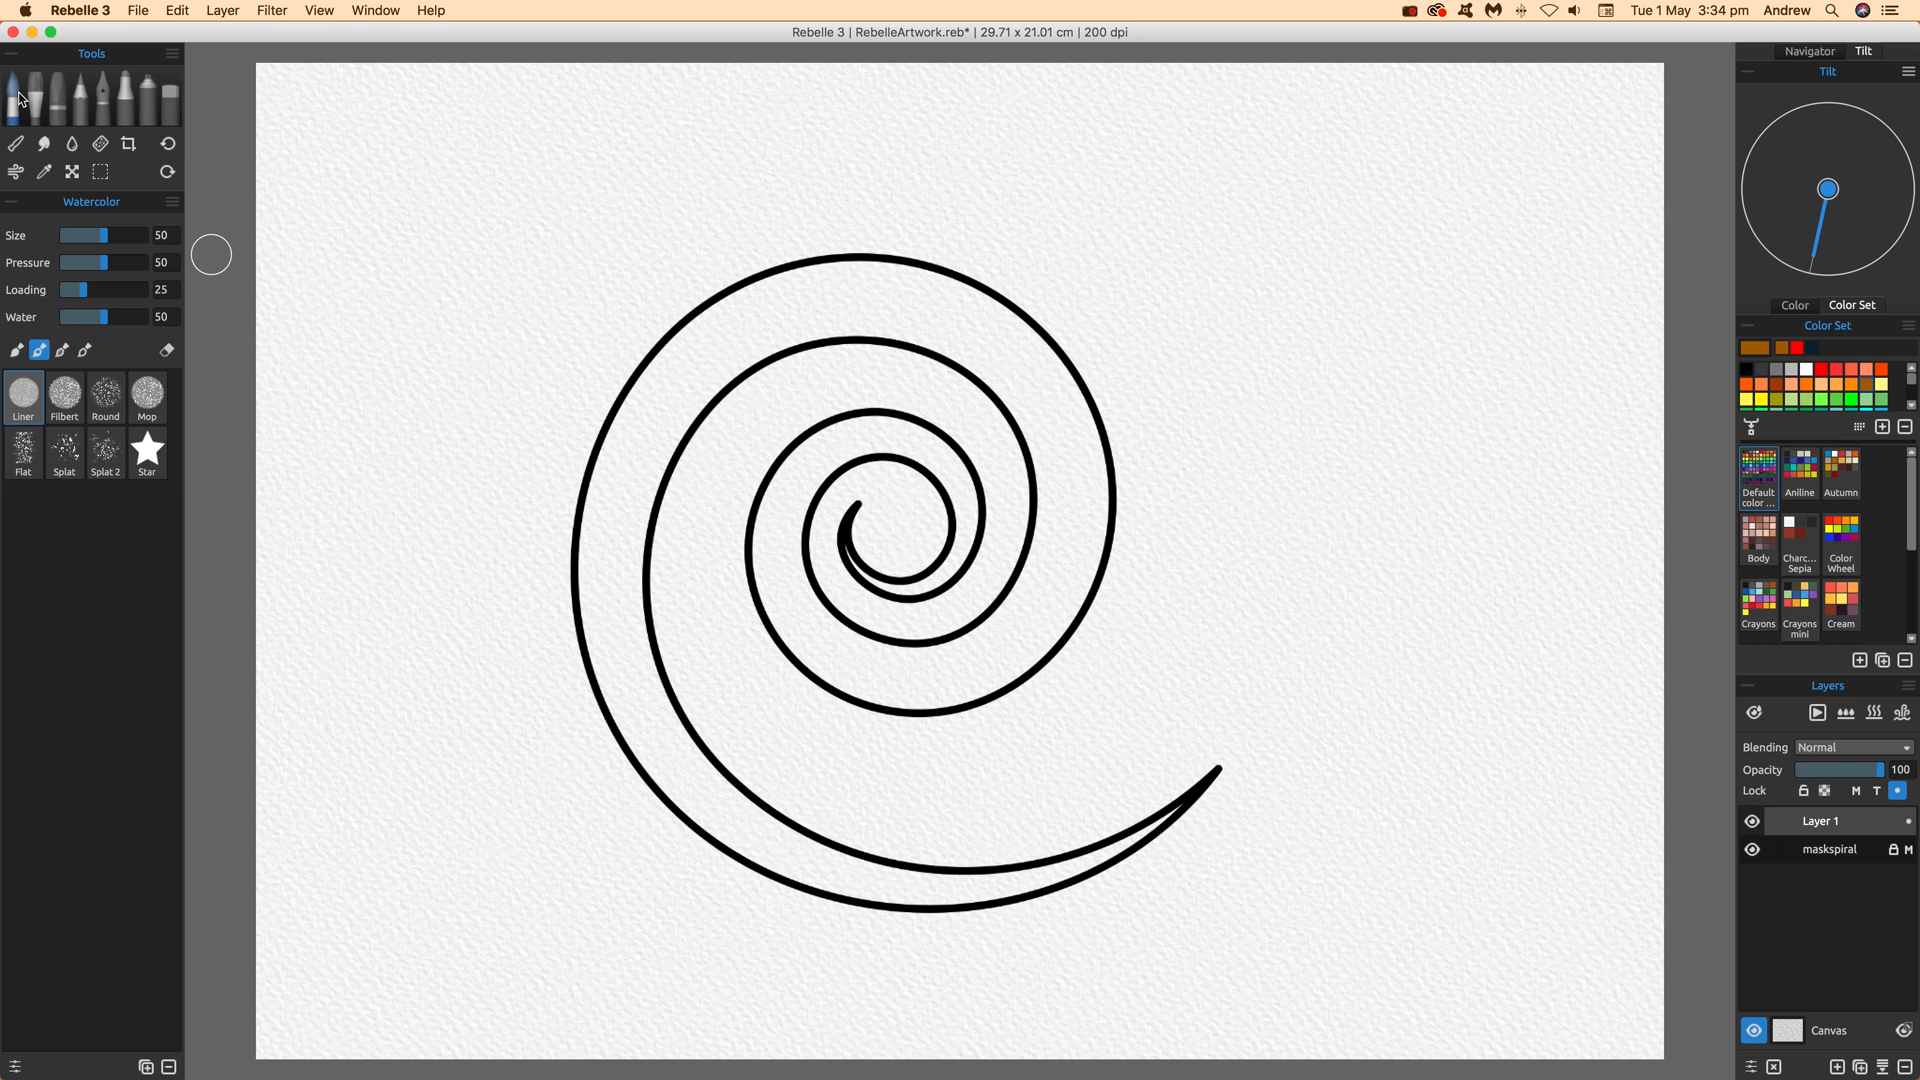 Rebelle 3 File Edit Layer Filter View Window Help Tue 1 May 3:34 pm Andrew
Rebelle 3 | RebelleArtwork.reb* | 29.71 x 21.01 cm | 200 dpi
Tools
Watercolor
Size 50
Pressure 50
Loading 25
Water 50
Liner Filbert Round Mop
Flat Splat Splat 2 Star
Navigator Tilt
Tilt
Color Color Set
Color Set
Default
color ...
Aniline
Autumn
Body
Charc...
Sepia
Color
Wheel
Crayons
Crayons
mini
Cream
Layers
Blending Normal
Opacity 100
Lock M T
Layer 1
maskspiral M
Canvas